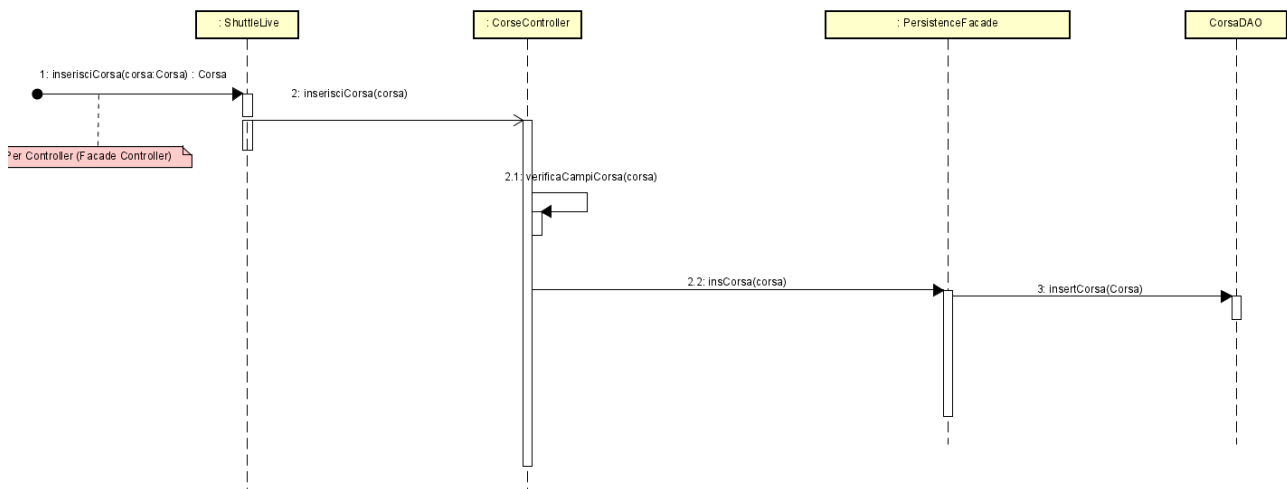 : ShuttleLive
: CorseController
: PersistenceFacade
CorsaDAO
1: inserisciCorsa(corsa:Corsa) : Corsa
2: inserisciCorsa(corsa)
Per Controller (Facade Controller)
2.1: verificaCampiCorsa(corsa)
2.2: insCorsa(corsa)
3: insertCorsa(Corsa)